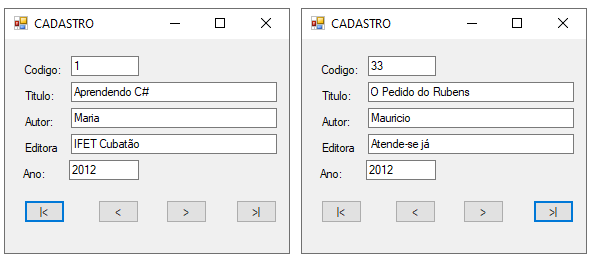 CADASTRO
Codigo: 1
Titulo: Aprendendo C#
Autor: Maria
Editora IFET Cubatão
Ano: 2012
|< < > >|
CADASTRO
Codigo: 33
Titulo: O Pedido do Rubens
Autor: Mauricio
Editora Atende-se já
Ano: 2012
|< < > >|